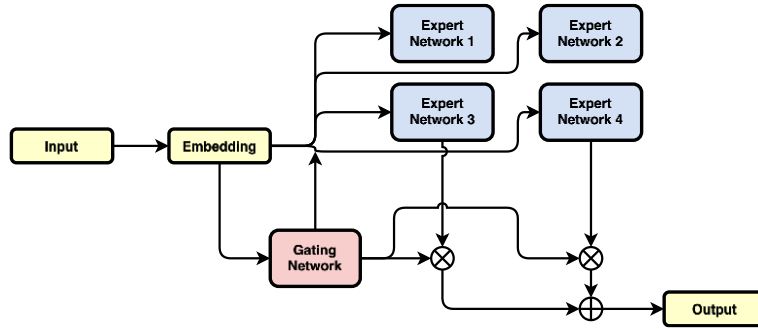 Expert
Network 1
Expert
Network 2
Expert
Network 3
Expert
Network 4
Input
Embedding
Gating
Network
Output